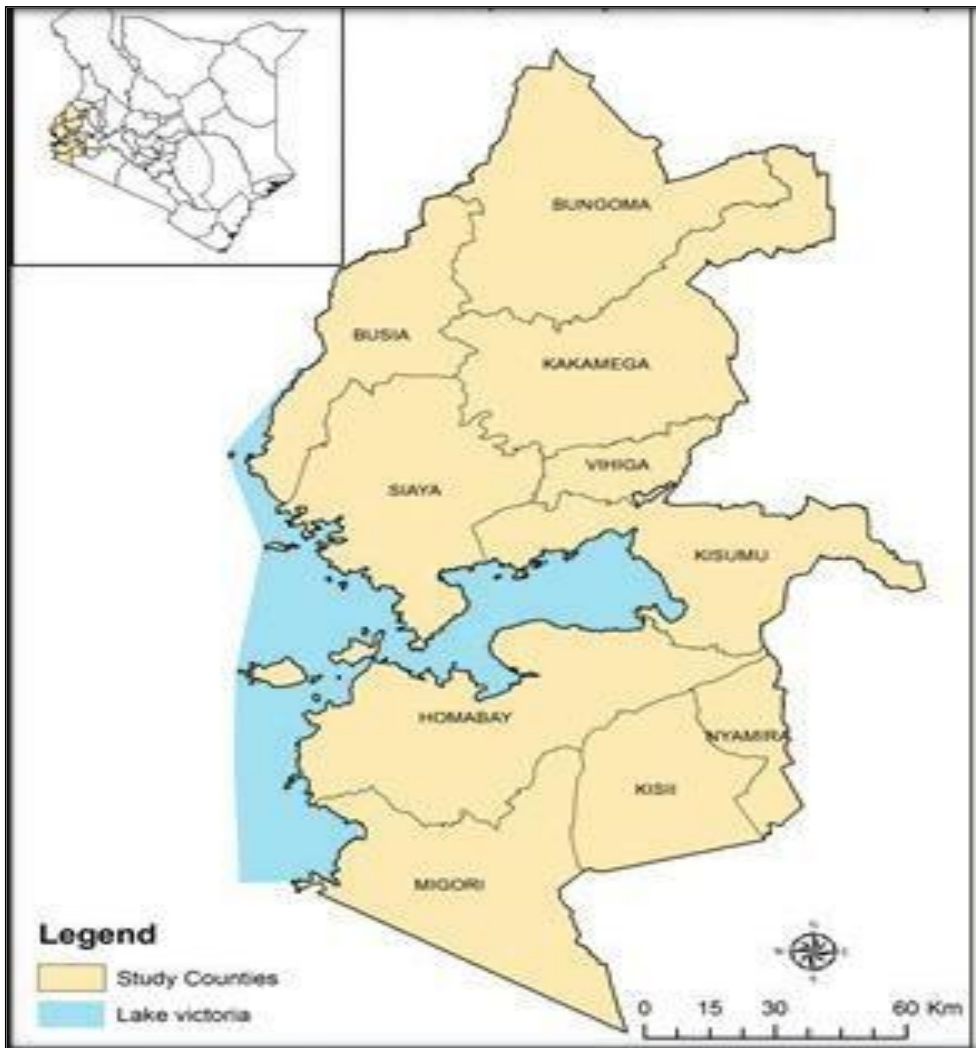 BUNGOMA
BUSIA
KAKAMEGA
VIHIGA
SIAYA
KISUMU
HOMABAY
NYAMIRA
KISII
MIGORI
Legend
Study Counties
Lake victoria
N
W E
S
0 15 30 60 Km